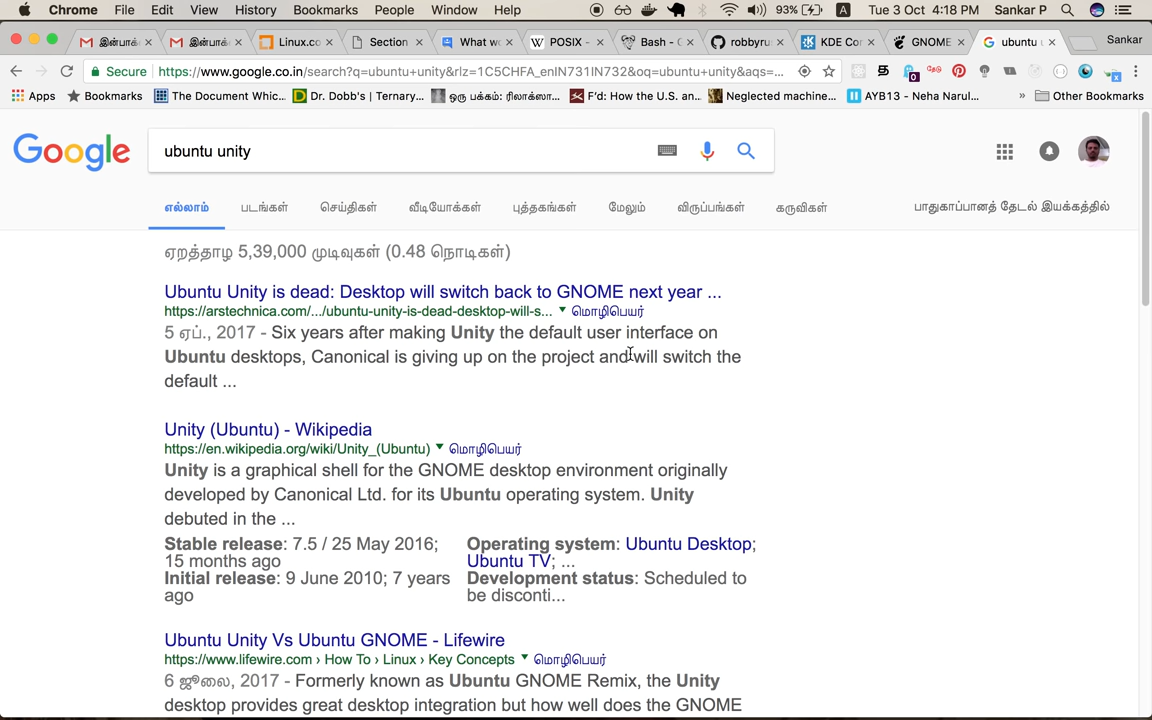 Chrome File Edit View History Bookmarks People Window Help 93% A Tue 3 Oct 4:18 PM Sankar P
இன்பாக் இன்பாக் Linux.co Section What w POSIX - Bash - robbyru KDE Cor GNOME ubuntu u Sankar
Secure https://www.google.co.in/search?q=ubuntu+unity&rlz=1C5CHFA_enIN731IN732&oq=ubuntu+unity&aqs=...
Apps Bookmarks The Document Whic... Dr. Dobb's | Ternary... ஒரு பக்கம்: ரிலாக்ஸா... F'd: How the U.S. an... Neglected machine... AYB13 - Neha Narul... » Other Bookmarks
Google ubuntu unity
எல்லாம் படங்கள் செய்திகள் வீடியோக்கள் புத்தகங்கள் மேலும் விருப்பங்கள் கருவிகள் பாதுகாப்பானத் தேடல் இயக்கத்தில்
ஏறத்தாழ 5,39,000 முடிவுகள் (0.48 நொடிகள்)
Ubuntu Unity is dead: Desktop will switch back to GNOME next year ...
https://arstechnica.com/.../ubuntu-unity-is-dead-desktop-will-s... மொழிபெயர்
5 ஏப்., 2017 - Six years after making Unity the default user interface on
Ubuntu desktops, Canonical is giving up on the project and will switch the
default ...
Unity (Ubuntu) - Wikipedia
https://en.wikipedia.org/wiki/Unity_(Ubuntu) மொழிபெயர்
Unity is a graphical shell for the GNOME desktop environment originally
developed by Canonical Ltd. for its Ubuntu operating system. Unity
debuted in the ...
Stable release: 7.5 / 25 May 2016; Operating system: Ubuntu Desktop;
15 months ago Ubuntu TV; ...
Initial release: 9 June 2010; 7 years Development status: Scheduled to
ago be disconti...
Ubuntu Unity Vs Ubuntu GNOME - Lifewire
https://www.lifewire.com › How To › Linux › Key Concepts மொழிபெயர்
6 ஜூலை, 2017 - Formerly known as Ubuntu GNOME Remix, the Unity
desktop provides great desktop integration but how well does the GNOME